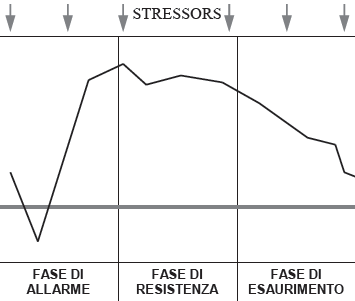 STRESSORS
FASE DI
ALLARME
FASE DI
RESISTENZA
FASE DI
ESAURIMENTO